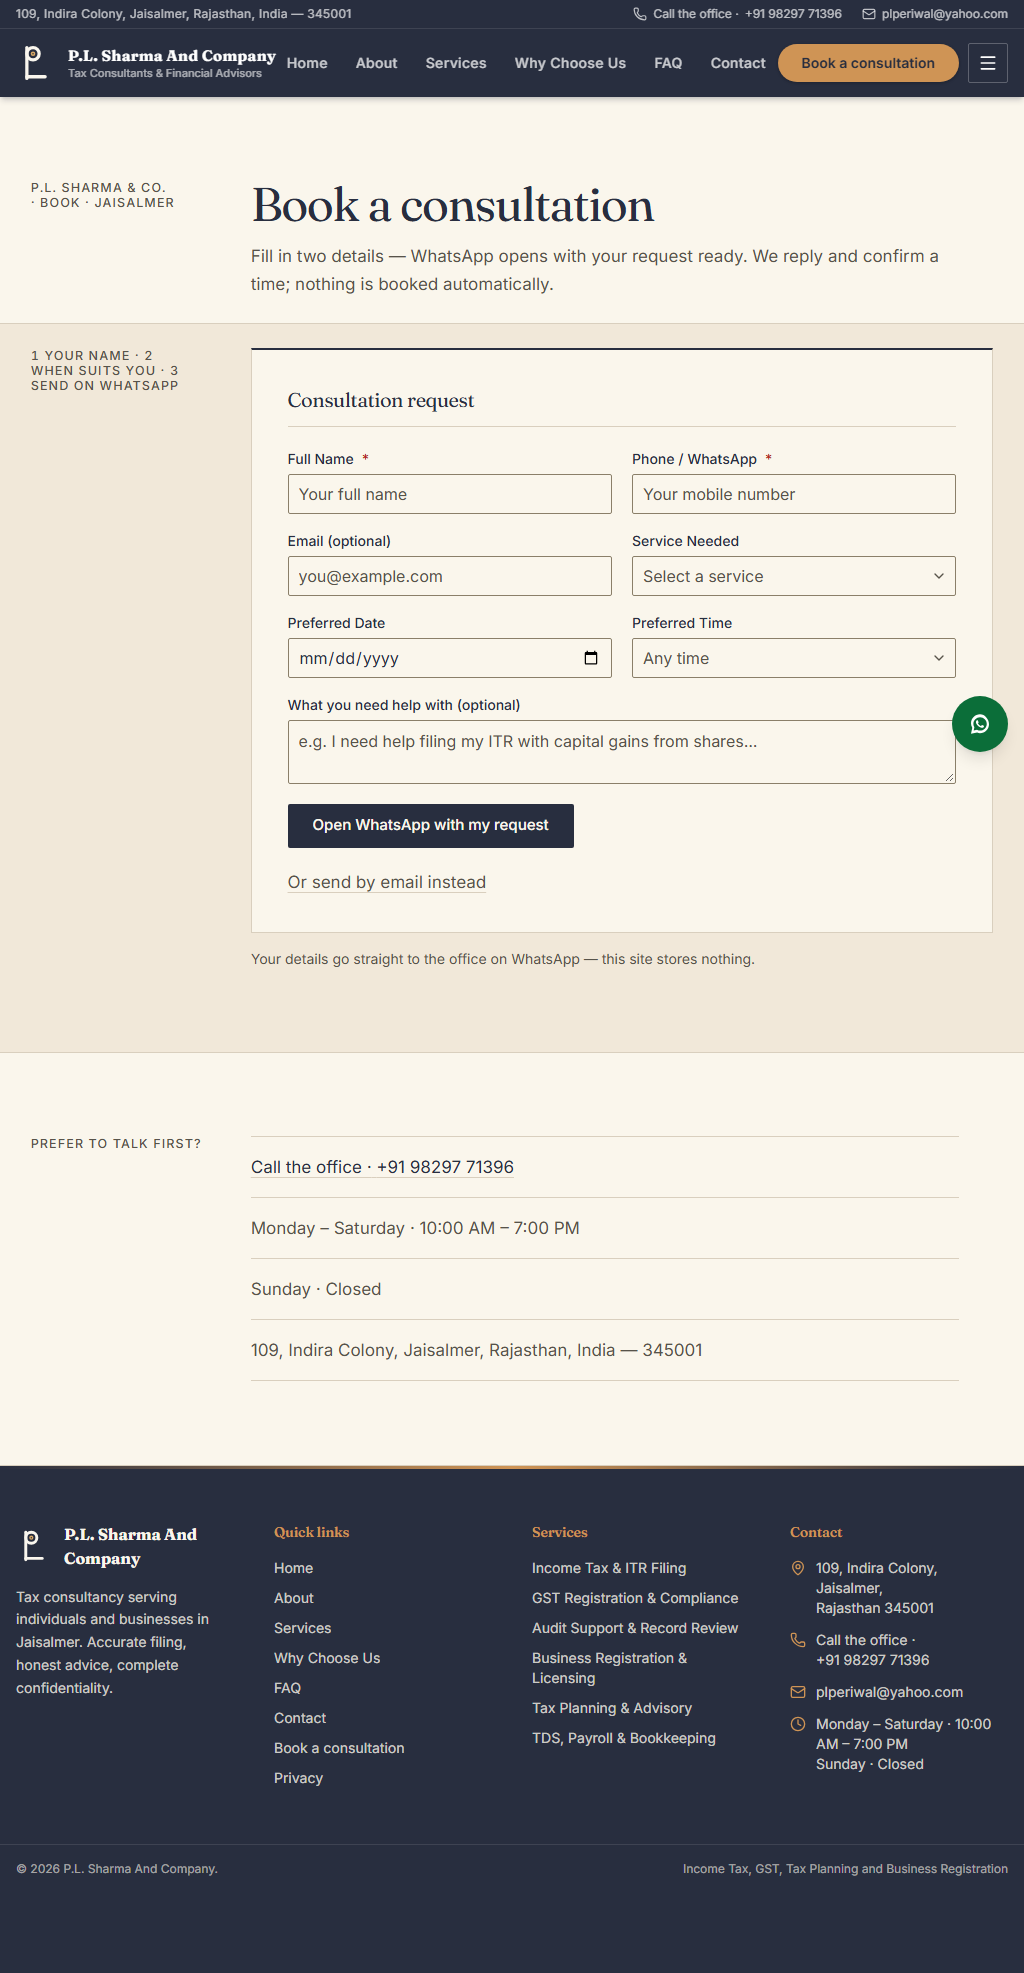 109, Indira Colony, Jaisalmer, Rajasthan, India — 345001
Call the office · +91 98297 71396
plperiwal@yahoo.com
P.L. Sharma And Company
Tax Consultants & Financial Advisors
Home
About
Services
Why Choose Us
FAQ
Contact
Book a consultation
P.L. SHARMA & CO.
· BOOK · JAISALMER
Book a consultation
Fill in two details — WhatsApp opens with your request ready. We reply and confirm a
time; nothing is booked automatically.
1 YOUR NAME · 2
WHEN SUITS YOU · 3
SEND ON WHATSAPP
Consultation request
Full Name *
Phone / WhatsApp *
Your full name
Your mobile number
Email (optional)
Service Needed
you@example.com
Select a service
Preferred Date
Preferred Time
mm/dd/yyyy
Any time
What you need help with (optional)
e.g. I need help filing my ITR with capital gains from shares...
Open WhatsApp with my request
Or send by email instead
Your details go straight to the office on WhatsApp — this site stores nothing.
PREFER TO TALK FIRST?
Call the office · +91 98297 71396
Monday – Saturday · 10:00 AM – 7:00 PM
Sunday · Closed
109, Indira Colony, Jaisalmer, Rajasthan, India — 345001
P.L. Sharma And
Company
Tax consultancy serving
individuals and businesses in
Jaisalmer. Accurate filing,
honest advice, complete
confidentiality.
Quick links
Home
About
Services
Why Choose Us
FAQ
Contact
Book a consultation
Privacy
Services
Income Tax & ITR Filing
GST Registration & Compliance
Audit Support & Record Review
Business Registration &
Licensing
Tax Planning & Advisory
TDS, Payroll & Bookkeeping
Contact
109, Indira Colony,
Jaisalmer,
Rajasthan 345001
Call the office ·
+91 98297 71396
plperiwal@yahoo.com
Monday – Saturday · 10:00
AM – 7:00 PM
Sunday · Closed
© 2026 P.L. Sharma And Company.
Income Tax, GST, Tax Planning and Business Registration